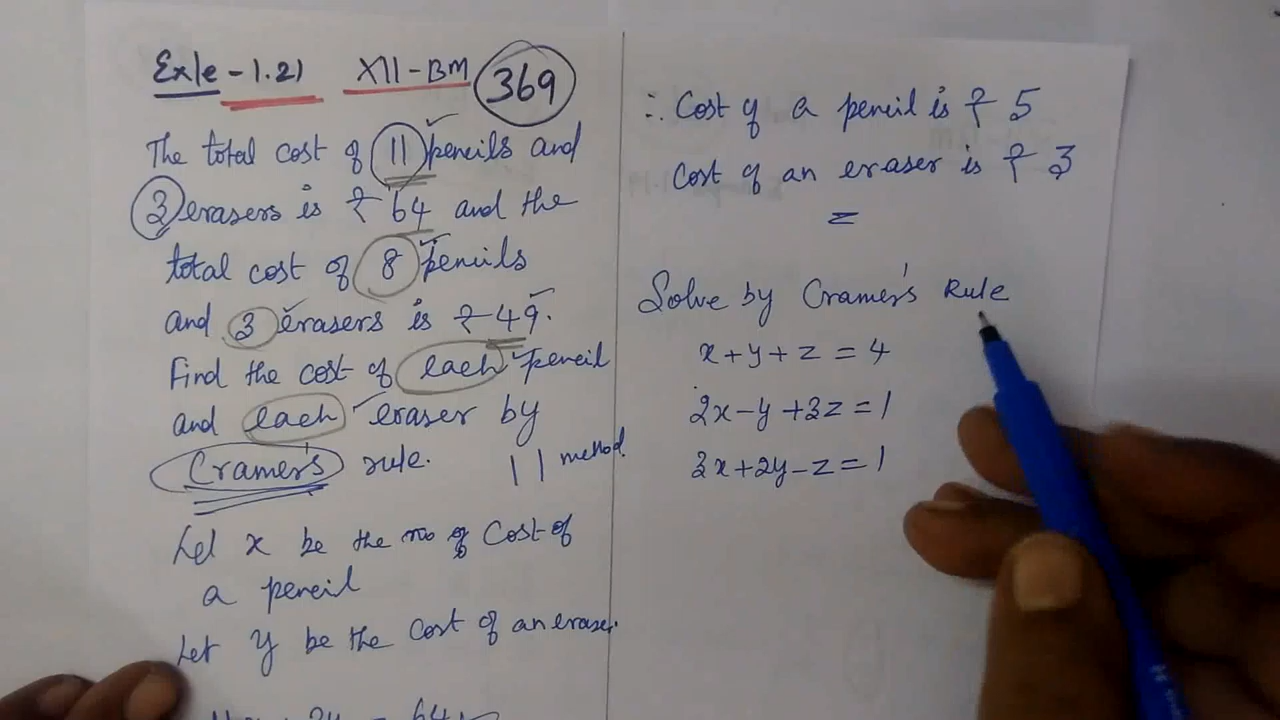 Ex/e - 1.21 XII - BM 369
The total cost of 11 pencils and
3 erasers is ₹ 64 and the
total cost of 8 pencils
and 3 erasers is ₹ 49.
Find the cost of each pencil
and each eraser by
Cramer's rule. || method.
Let x be the no of Cost of
a pencil
Let y be the cost of an eraser.
∴ Cost of a pencil is ₹ 5
Cost of an eraser is ₹ 3
=
Solve by Cramer's Rule
x + y + z = 4
2x - y + 3z = 1
3x + 2y - z = 1